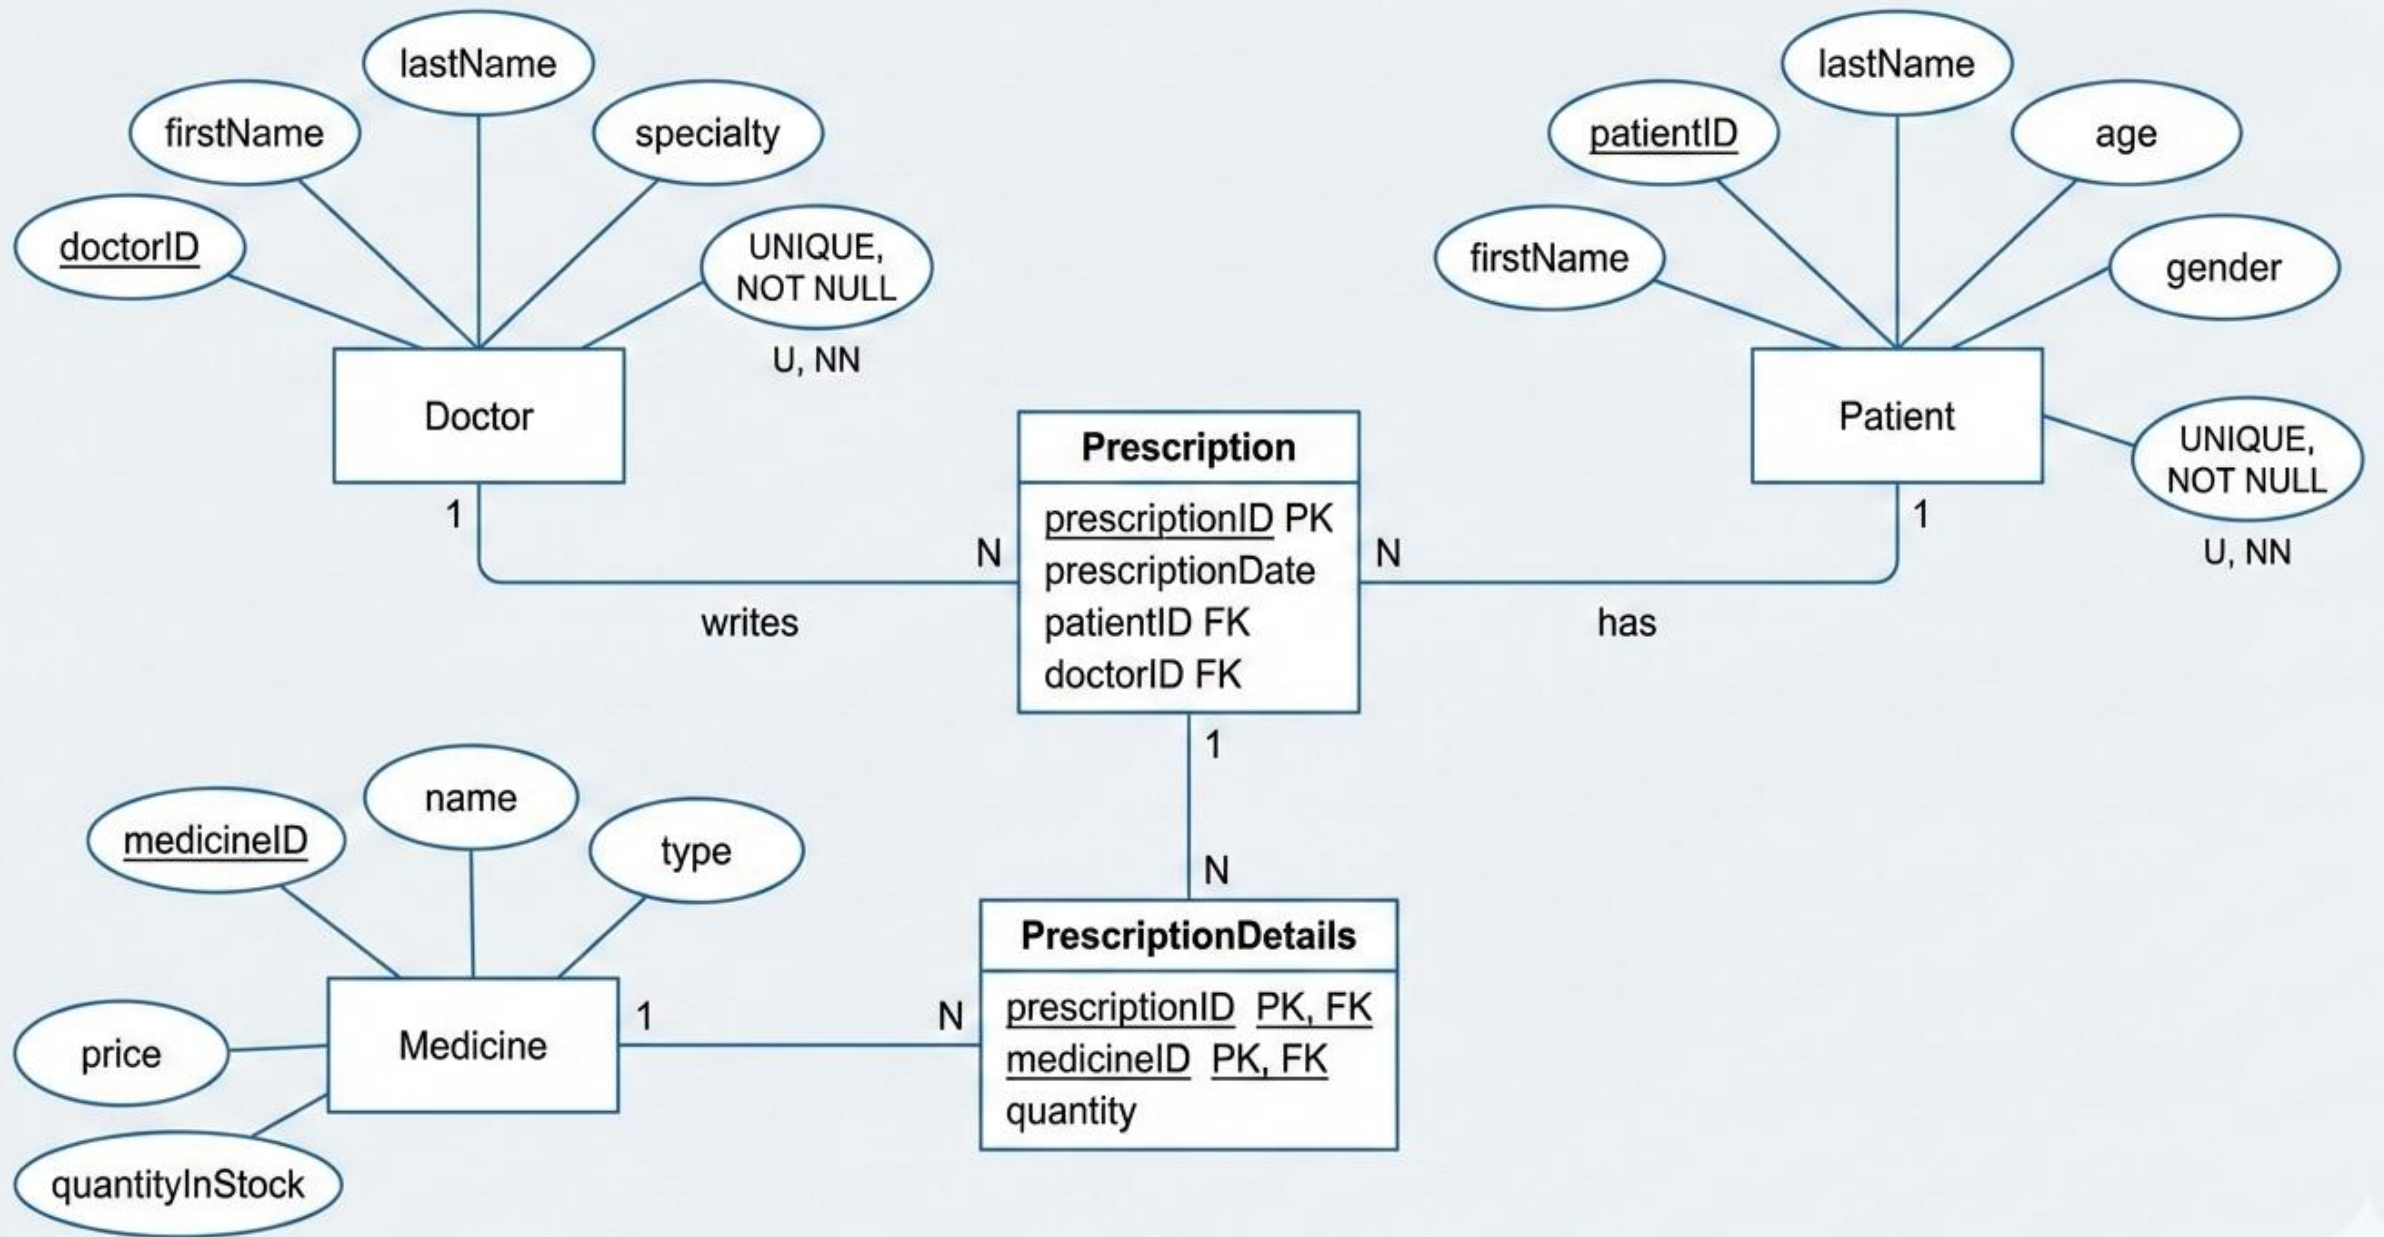 lastName
firstName
specialty
doctorID
UNIQUE,
NOT NULL
U, NN
Doctor
1
N
writes
lastName
patientID
age
firstName
gender
Patient
UNIQUE,
NOT NULL
U, NN
1
N
has
Prescription
prescriptionID PK
prescriptionDate
patientID FK
doctorID FK
1
N
name
medicineID
type
price
Medicine
quantityInStock
1
N
PrescriptionDetails
prescriptionID PK, FK
medicineID PK, FK
quantity